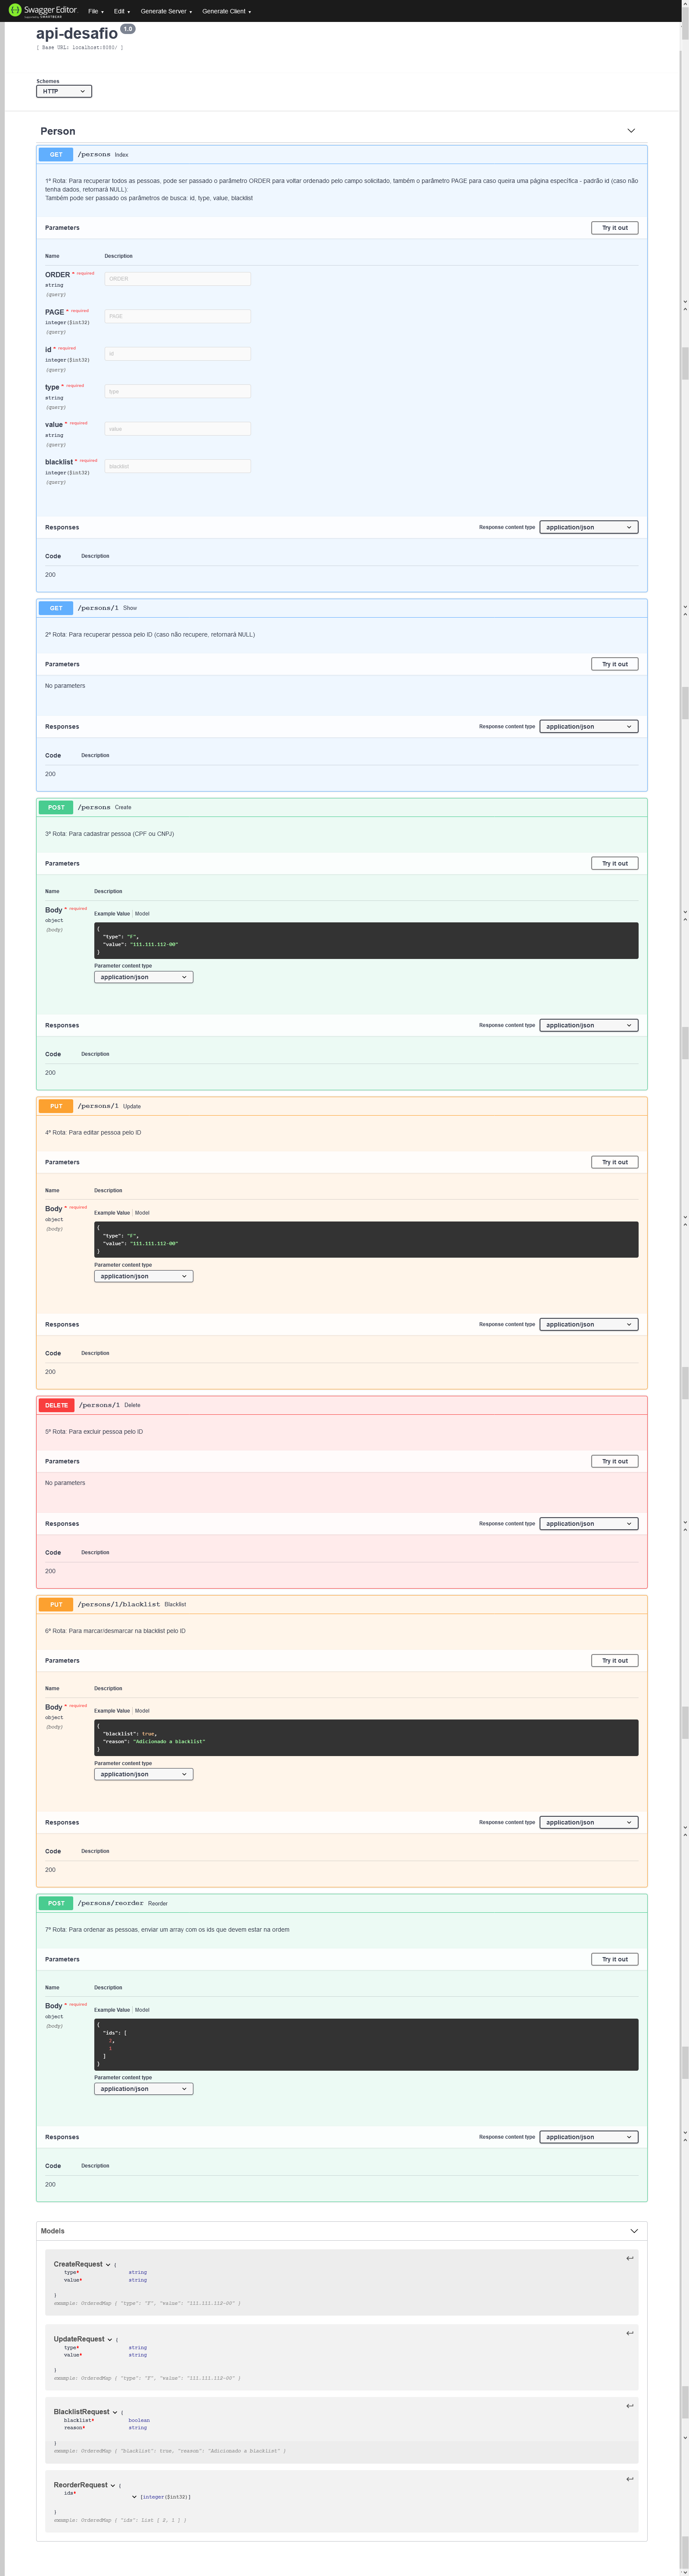 Swagger Editor.
Supported by SMARTBEAR
File ▾ Edit ▾ Generate Server ▾ Generate Client ▾
api-desafio 1.0
[ Base URL: localhost:8081/ ]
Schemes
HTTP
Person
GET /persons Index
1ª Rota: Para recuperar todos as pessoas, pode ser passado o parâmetro ORDER para voltar ordenado pelo campo solicitado, também o parâmetro PAGE para caso queira uma página específica - padrão id (caso não
tenha dados, retornará NULL):
Também pode ser passado os parâmetros de busca: id, type, value, blacklist
Parameters Try it out
Name Description
ORDER * required
string
(query)
ORDER
PAGE * required
integer($int32)
(query)
PAGE
id * required
integer($int32)
(query)
id
type * required
string
(query)
type
value * required
string
(query)
value
blacklist * required
integer($int32)
(query)
blacklist
Responses Response content type application/json
Code Description
200
GET /persons/1 Show
2ª Rota: Para recuperar pessoa pelo ID (caso não recupere, retornará NULL)
Parameters Try it out
No parameters
Responses Response content type application/json
Code Description
200
POST /persons Create
3ª Rota: Para cadastrar pessoa (CPF ou CNPJ)
Parameters Try it out
Name Description
Body * required
object
(body)
Example Value Model
{
"type": "F",
"value": "111.111.112-00"
}
Parameter content type
application/json
Responses Response content type application/json
Code Description
200
PUT /persons/1 Update
4ª Rota: Para editar pessoa pelo ID
Parameters Try it out
Name Description
Body * required
object
(body)
Example Value Model
{
"type": "F",
"value": "111.111.112-00"
}
Parameter content type
application/json
Responses Response content type application/json
Code Description
200
DELETE /persons/1 Delete
5ª Rota: Para excluir pessoa pelo ID
Parameters Try it out
No parameters
Responses Response content type application/json
Code Description
200
PUT /persons/1/blacklist Blacklist
6ª Rota: Para marcar/desmarcar na blacklist pelo ID
Parameters Try it out
Name Description
Body * required
object
(body)
Example Value Model
{
"blacklist": true,
"reason": "Adicionado a blacklist"
}
Parameter content type
application/json
Responses Response content type application/json
Code Description
200
POST /persons/reorder Reorder
7ª Rota: Para ordenar as pessoas, enviar um array com os ids que devem estar na ordem
Parameters Try it out
Name Description
Body * required
object
(body)
Example Value Model
{
"ids": [
2,
1
]
}
Parameter content type
application/json
Responses Response content type application/json
Code Description
200
Models
CreateRequest {
type* string
value* string
}
example: OrderedMap { "type": "F", "value": "111.111.112-00" }
UpdateRequest {
type* string
value* string
}
example: OrderedMap { "type": "F", "value": "111.111.112-00" }
BlacklistRequest {
blacklist* boolean
reason* string
}
example: OrderedMap { "blacklist": true, "reason": "Adicionado a blacklist" }
ReorderRequest {
ids* [integer($int32)]
}
example: OrderedMap { "ids": List [ 2, 1 ] }